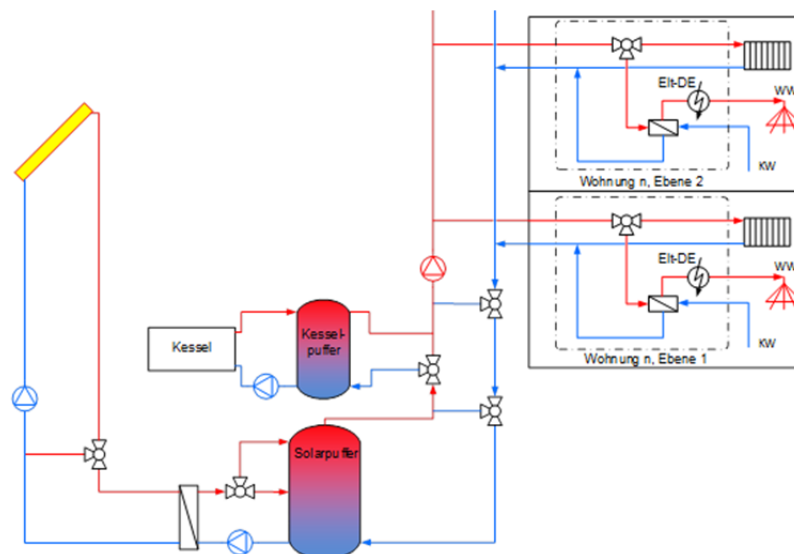 Elt-DE
WW
KW
Wohnung n, Ebene 2
Elt-DE
WW
KW
Wohnung n, Ebene 1
Kessel
Kessel-
puffer
Solarpuffer